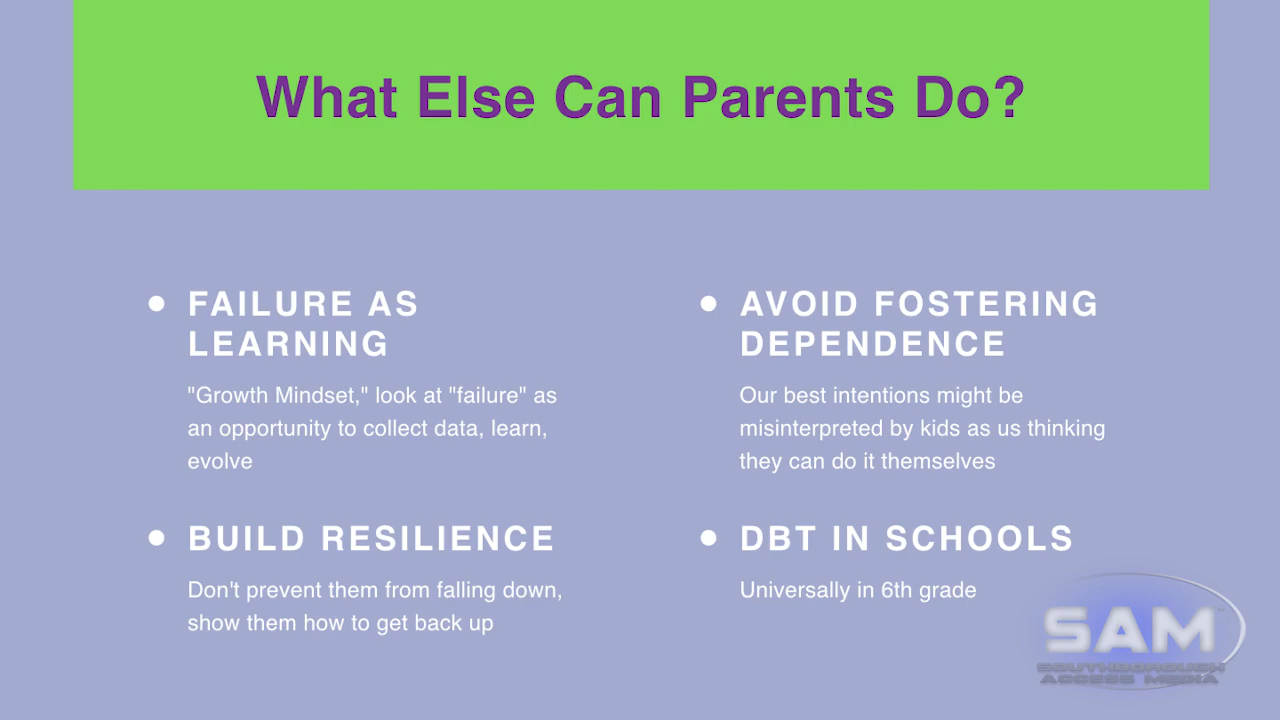 What Else Can Parents Do?
FAILURE AS
LEARNING
"Growth Mindset," look at "failure" as
an opportunity to collect data, learn,
evolve
BUILD RESILIENCE
Don't prevent them from falling down,
show them how to get back up
AVOID FOSTERING
DEPENDENCE
Our best intentions might be
misinterpreted by kids as us thinking
they can do it themselves
DBT IN SCHOOLS
Universally in 6th grade
SAM
SOUTHBOROUGH
ACCESS MEDIA